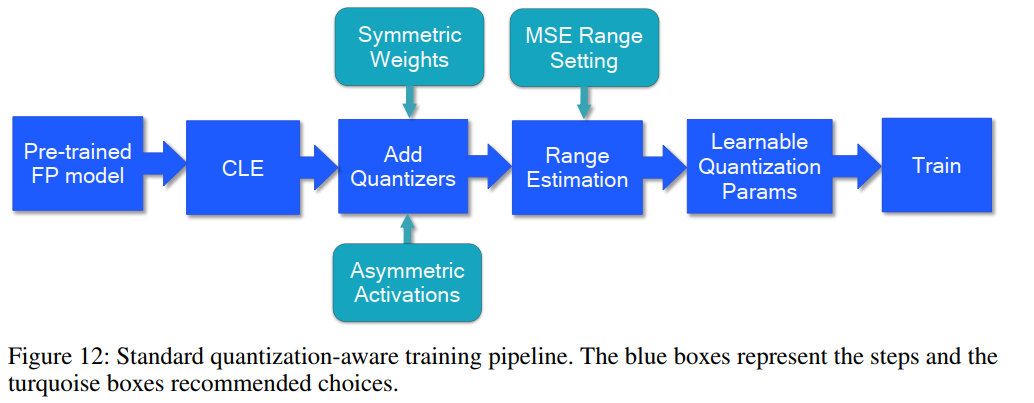 Symmetric
Weights
MSE Range
Setting
Pre-trained
FP model
CLE
Add
Quantizers
Range
Estimation
Learnable
Quantization
Params
Train
Asymmetric
Activations
Figure 12: Standard quantization-aware training pipeline. The blue boxes represent the steps and the
turquoise boxes recommended choices.